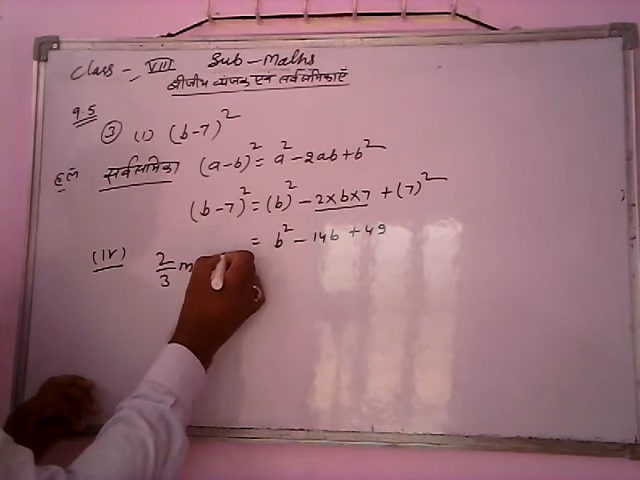 Class - VIII Sub - Maths
बीजीय व्यंजक एवं सर्वसमिकाएं
9.5
③ (i) (b-7)²
हल सर्वसमिका (a-b)² = a² - 2ab + b²
(b-7)² = (b)² - 2×b×7 + (7)²
= b² - 14b + 49
(iv) 2/3 m